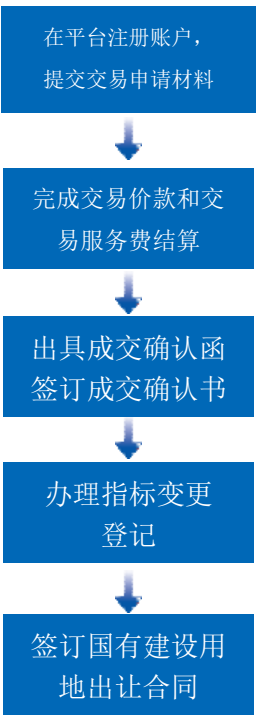 在平台注册账户，
提交交易申请材料
完成交易价款和交
易服务费结算
出具成交确认函
签订成交确认书
办理指标变更
登记
签订国有建设用
地出让合同